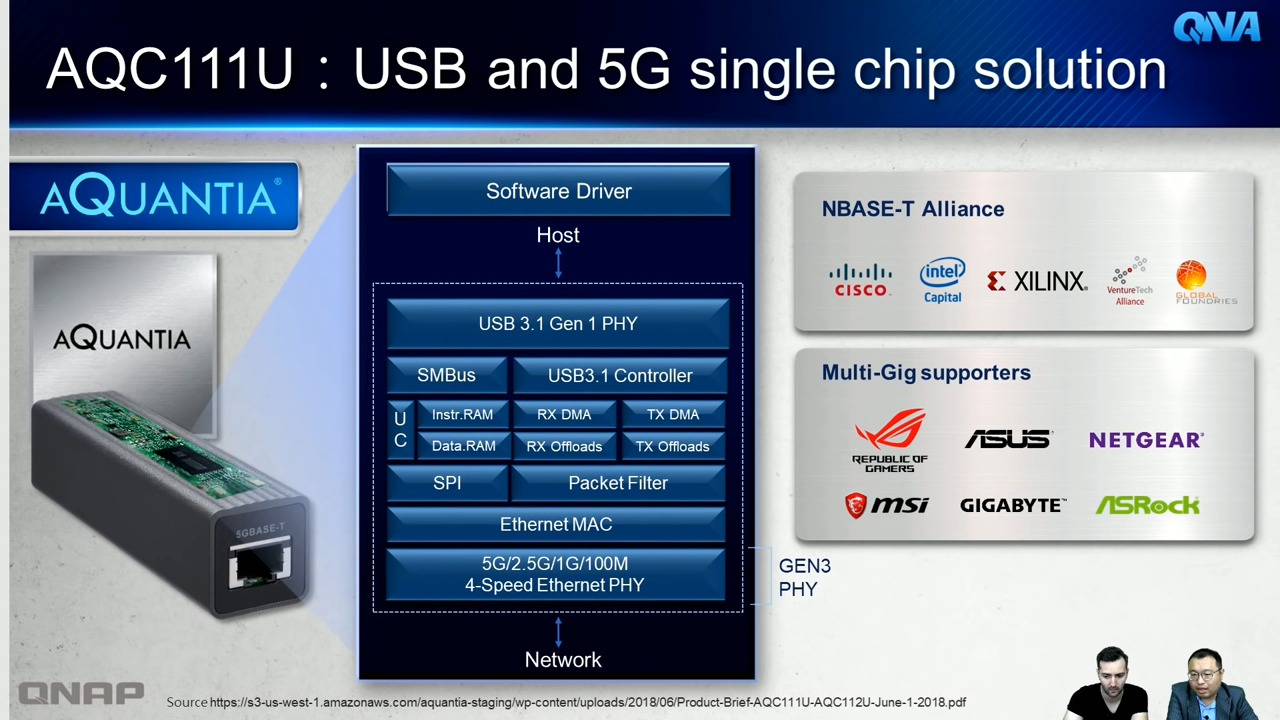 QNA
AQC111U : USB and 5G single chip solution
AQUANTIA®
AQUANTIA
5GBASE-T
Software Driver
Host
USB 3.1 Gen 1 PHY
SMBus
USB3.1 Controller
UC
Instr.RAM
RX DMA
TX DMA
Data.RAM
RX Offloads
TX Offloads
SPI
Packet Filter
Ethernet MAC
5G/2.5G/1G/100M
4-Speed Ethernet PHY
GEN3
PHY
Network
NBASE-T Alliance
CISCO
intel
Capital
XILINX
VentureTech
Alliance
GLOBAL
FOUNDRIES
Multi-Gig supporters
REPUBLIC OF
GAMERS
ASUS
NETGEAR®
msi
GIGABYTE™
ASRock
QNAP
Source https://s3-us-west-1.amazonaws.com/aquantia-staging/wp-content/uploads/2018/06/Product-Brief-AQC111U-AQC112U-June-1-2018.pdf